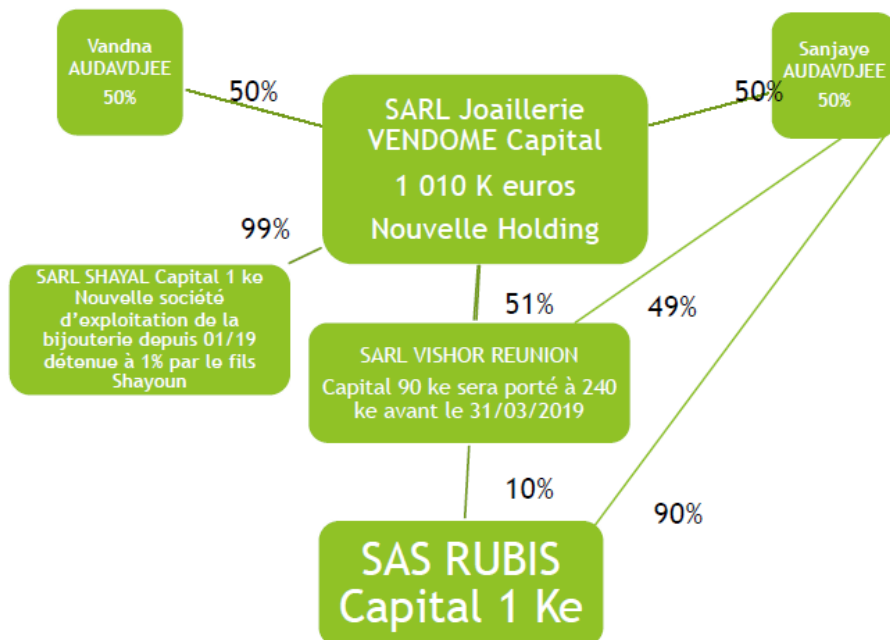 Vandna
AUDAVDJEE
50%
50%
SARL Joaillerie
VENDOME Capital
1 010 K euros
Nouvelle Holding
50%
Sanjaye
AUDAVDJEE
50%
99%
SARL SHAYAL Capital 1 ke
Nouvelle société
d'exploitation de la
bijouterie depuis 01/19
détenue à 1% par le fils
Shayoun
51%
49%
SARL VISHOR REUNION
Capital 90 ke sera porté à 240
ke avant le 31/03/2019
10%
90%
SAS RUBIS
Capital 1 Ke